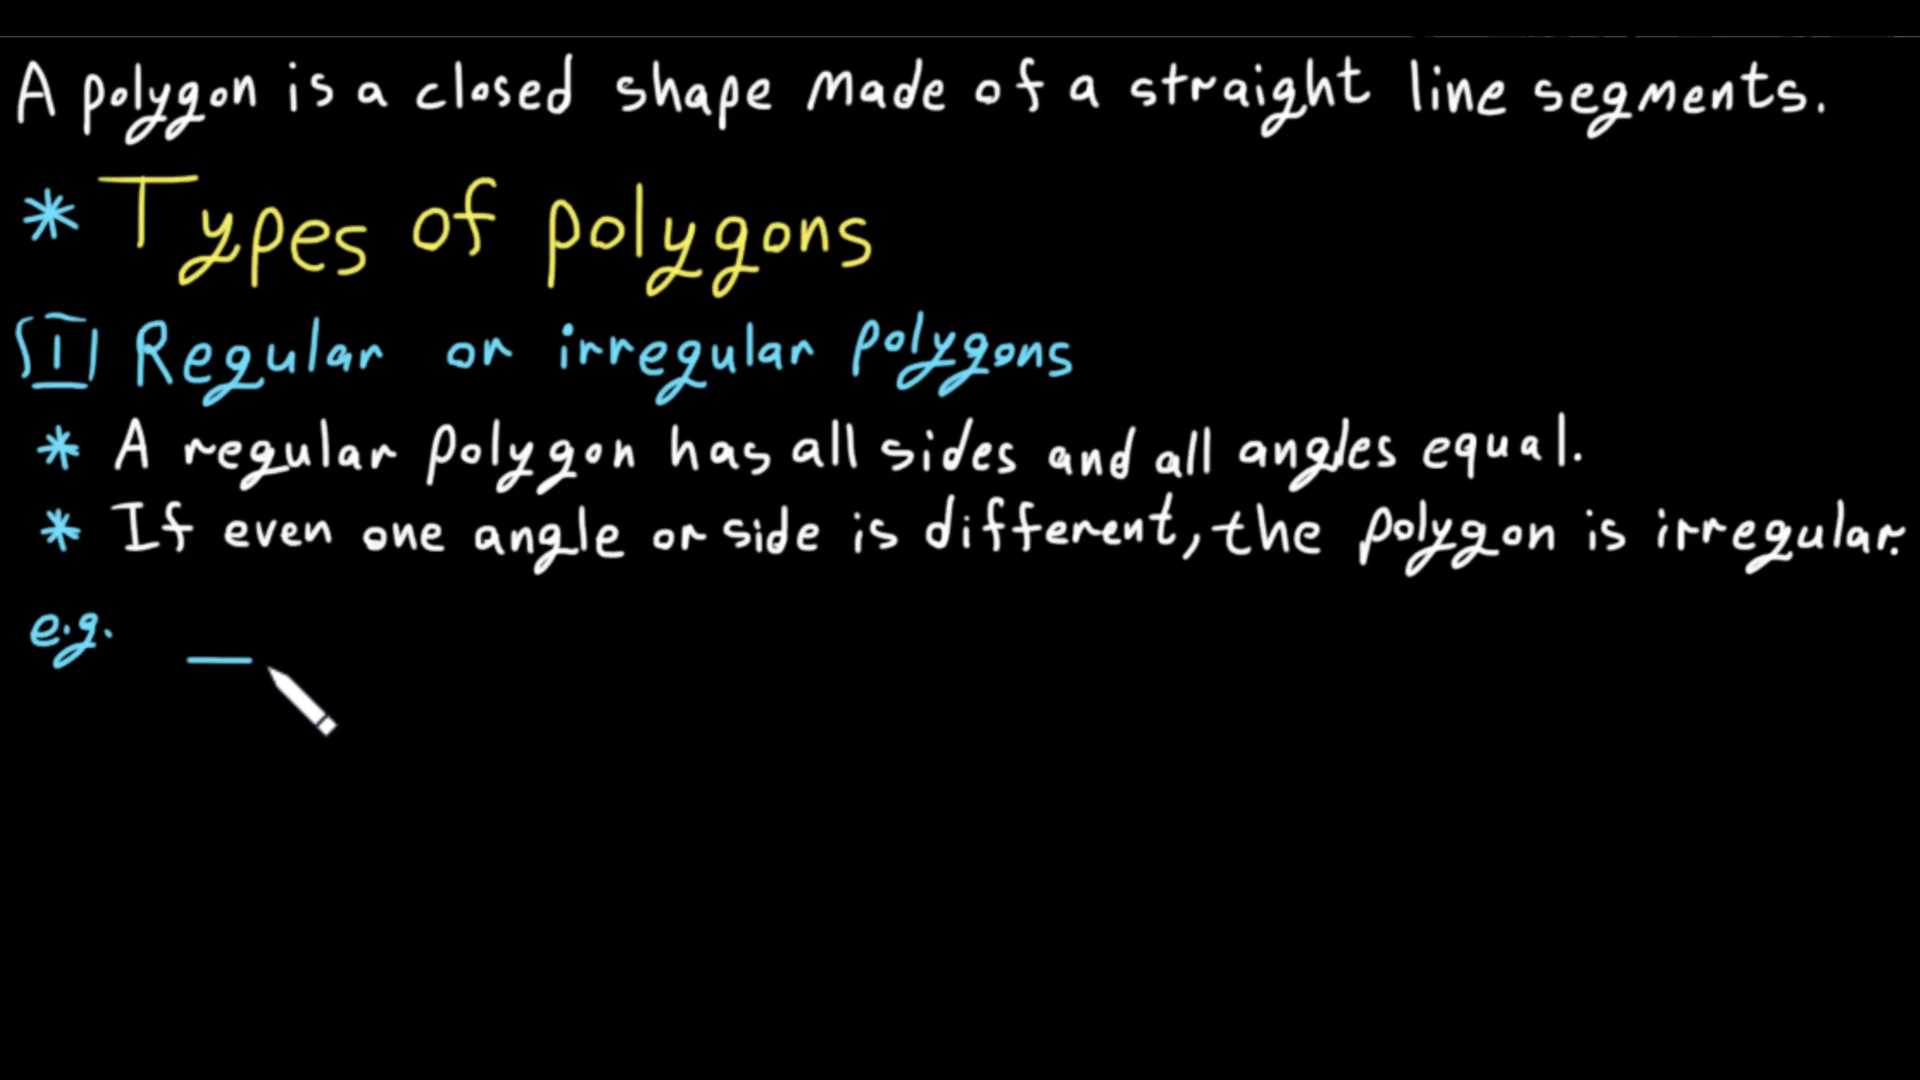 A polygon is a closed shape made of a straight line segments.
* Types of polygons
1 Regular or irregular polygons
* A regular polygon has all sides and all angles equal.
* If even one angle or side is different, the polygon is irregular.
e.g.